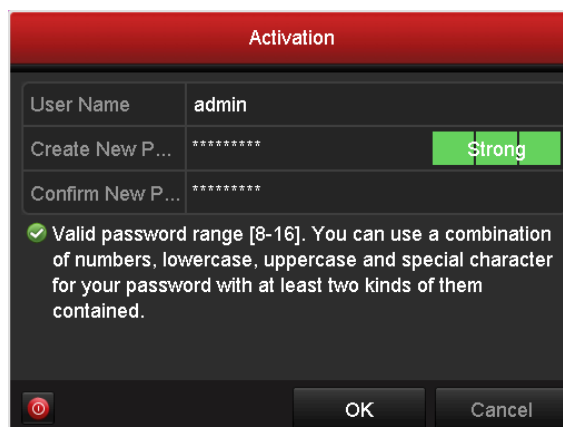 Activation
User Name admin
Create New P... ********* Strong
Confirm New P... *********
Valid password range [8-16]. You can use a combination
of numbers, lowercase, uppercase and special character
for your password with at least two kinds of them
contained.
OK Cancel